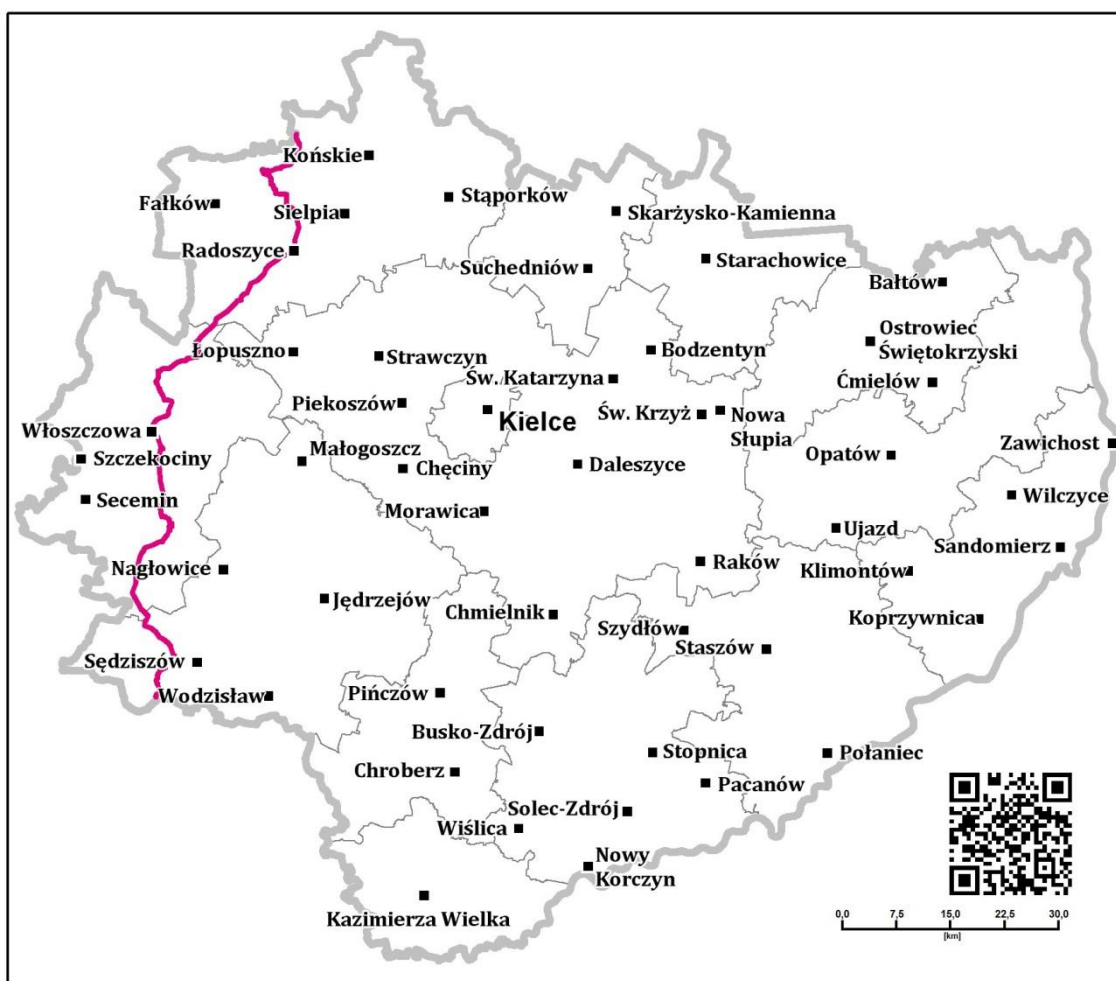 Końskie
Stąporków
Fałków
Sielpia
Skarżysko-Kamienna
Radoszyce
Suchedniów
Starachowice
Bałtów
Ostrowiec
Świętokrzyski
Łopuszno
Strawczyn
Bodzentyn
Św. Katarzyna
Ćmielów
Piekoszów
Kielce
Św. Krzyż
Nowa
Słupia
Włoszczowa
Zawichost
Małogoszcz
Szczekociny
Chęciny
Daleszyce
Opatów
Secemin
Wilczyce
Morawica
Ujazd
Sandomierz
Nagłowice
Raków
Klimontów
Jędrzejów
Chmielnik
Koprzywnica
Szydłów
Staszów
Sędziszów
Wodzisław
Pińczów
Busko-Zdrój
Stopnica
Połaniec
Chroberz
Pacanów
Solec-Zdrój
Wiślica
Nowy
Korczyn
Kazimierza Wielka
0,0 7,5 15,0 22,5 30,0
[km]